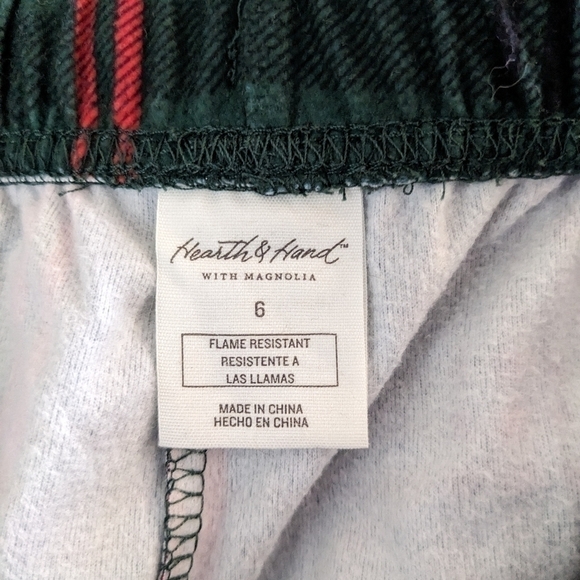 Hearth & Hand™
WITH MAGNOLIA
6
FLAME RESISTANT
RESISTENTE A
LAS LLAMAS
MADE IN CHINA
HECHO EN CHINA